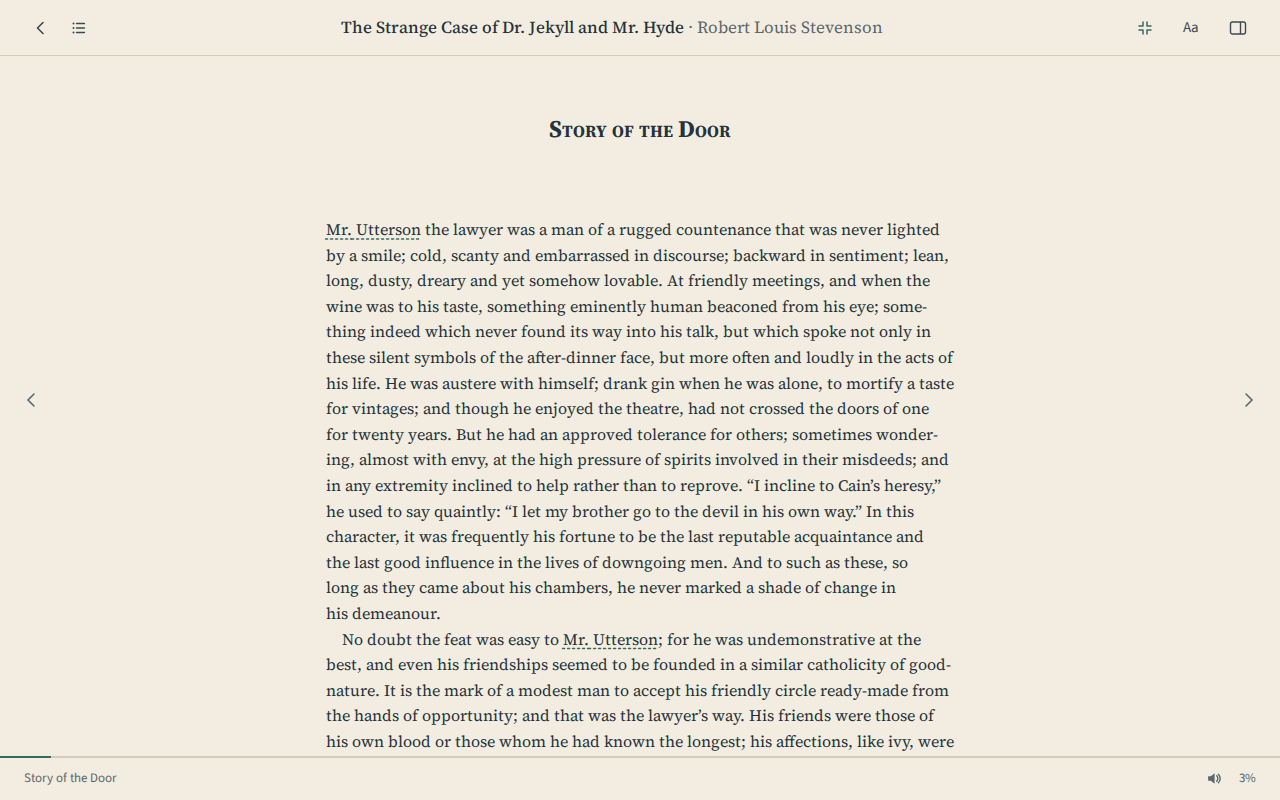 The Strange Case of Dr. Jekyll and Mr. Hyde · Robert Louis Stevenson
Aa
Story of the Door
Mr. Utterson the lawyer was a man of a rugged countenance that was never lighted
by a smile; cold, scanty and embarrassed in discourse; backward in sentiment; lean,
long, dusty, dreary and yet somehow lovable. At friendly meetings, and when the
wine was to his taste, something eminently human beaconed from his eye; some-
thing indeed which never found its way into his talk, but which spoke not only in
these silent symbols of the after-dinner face, but more often and loudly in the acts of
his life. He was austere with himself; drank gin when he was alone, to mortify a taste
for vintages; and though he enjoyed the theatre, had not crossed the doors of one
for twenty years. But he had an approved tolerance for others; sometimes wonder-
ing, almost with envy, at the high pressure of spirits involved in their misdeeds; and
in any extremity inclined to help rather than to reprove. “I incline to Cain’s heresy,”
he used to say quaintly: “I let my brother go to the devil in his own way.” In this
character, it was frequently his fortune to be the last reputable acquaintance and
the last good influence in the lives of downgoing men. And to such as these, so
long as they came about his chambers, he never marked a shade of change in
his demeanour.
No doubt the feat was easy to Mr. Utterson; for he was undemonstrative at the
best, and even his friendships seemed to be founded in a similar catholicity of good-
nature. It is the mark of a modest man to accept his friendly circle ready-made from
the hands of opportunity; and that was the lawyer’s way. His friends were those of
his own blood or those whom he had known the longest; his affections, like ivy, were
Story of the Door
3%